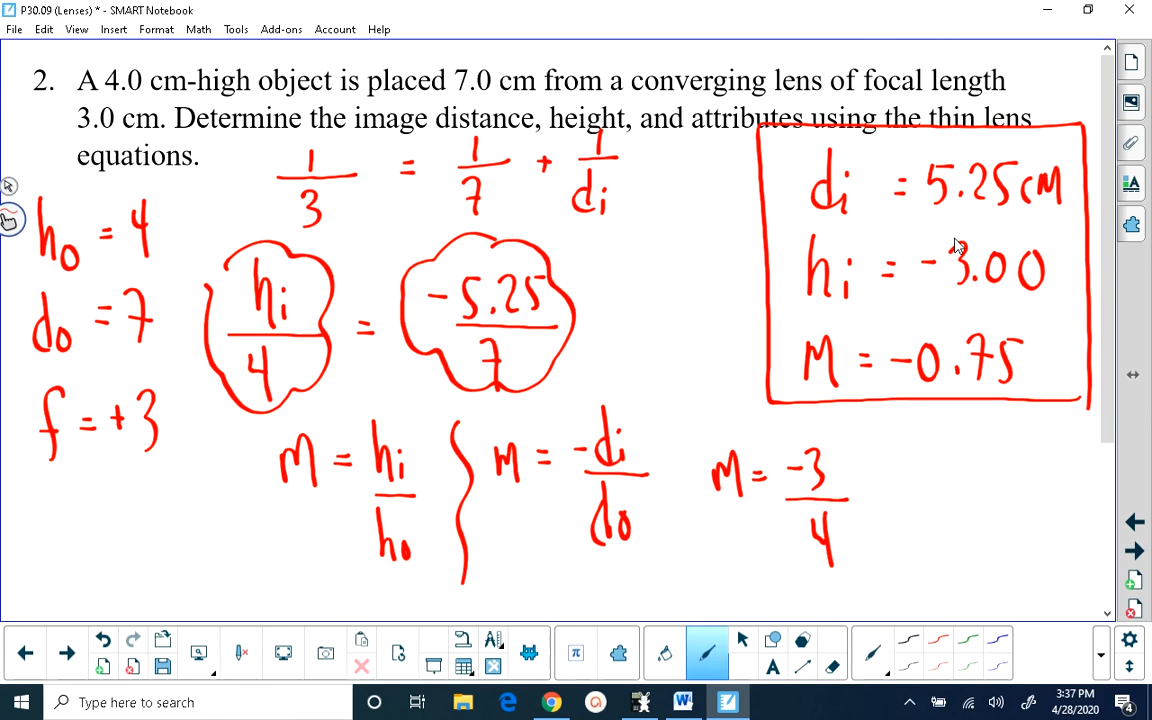 P30.09 (Lenses) * - SMART Notebook
File Edit View Insert Format Math Tools Add-ons Account Help
2. A 4.0 cm-high object is placed 7.0 cm from a converging lens of focal length
3.0 cm. Determine the image distance, height, and attributes using the thin lens
equations.
1/3 = 1/7 + 1/di
ho = 4
do = 7
f = +3
hi/4 = -5.25/7
M = hi/ho
M = -di/do
M = -3/4
di = 5.25cm
hi = -3.00
M = -0.75
Type here to search
3:37 PM
4/28/2020
4